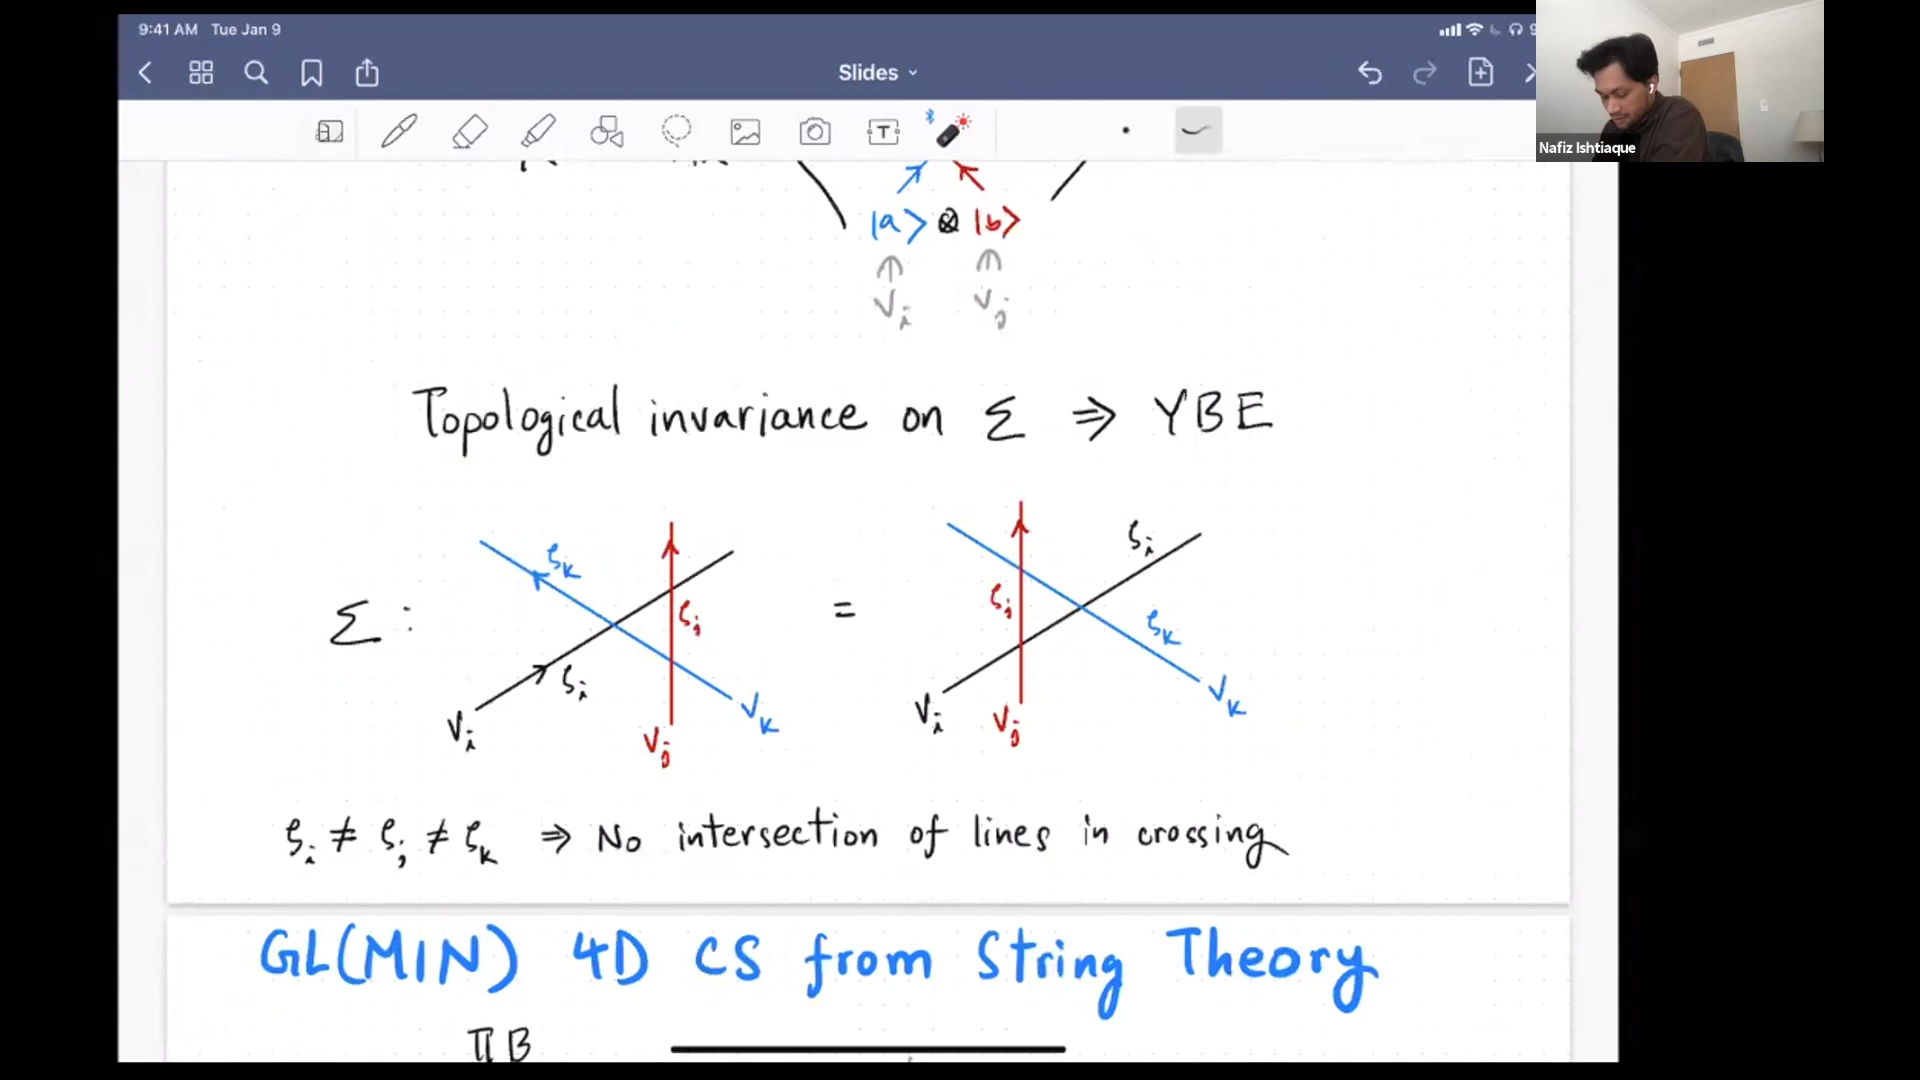 9:41 AM Tue Jan 9
Slides
Nafiz Ishtiaque
|a> ⊗ |b>
V_i V_j
Topological invariance on Σ ⇒ YBE
Σ :
ζ_k ζ_j ζ_i
V_i V_j V_k
=
ζ_i ζ_j ζ_k
V_i V_j V_k
ζ_i ≠ ζ_j ≠ ζ_k ⇒ No intersection of lines in crossing
GL(M|N) 4D CS from String Theory
IIB